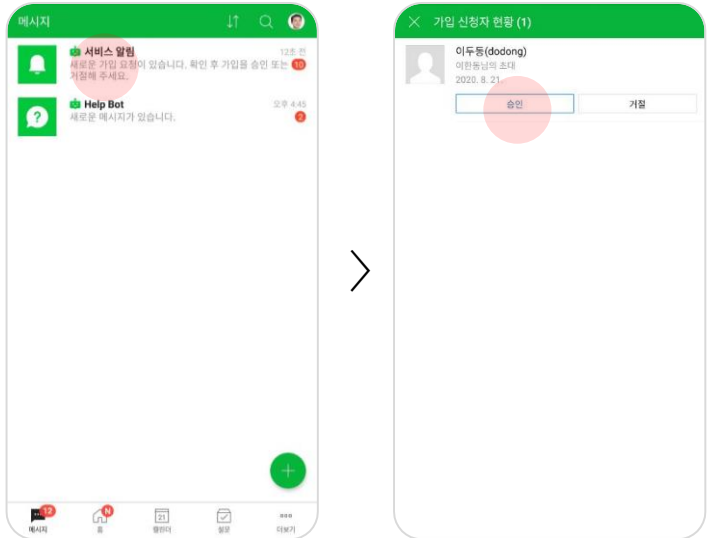 메시지
서비스 알림
12초 전
새로운 가입 요청이 있습니다. 확인 후 가입을 승인 또는
10
거절해 주세요.
Help Bot
오후 4:45
새로운 메시지가 있습니다.
2
12
N
21
메시지
홈
캘린더
설문
더보기
가입 신청자 현황 (1)
이두동(dodong)
이한동님의 초대
2020. 8. 21.
승인
거절